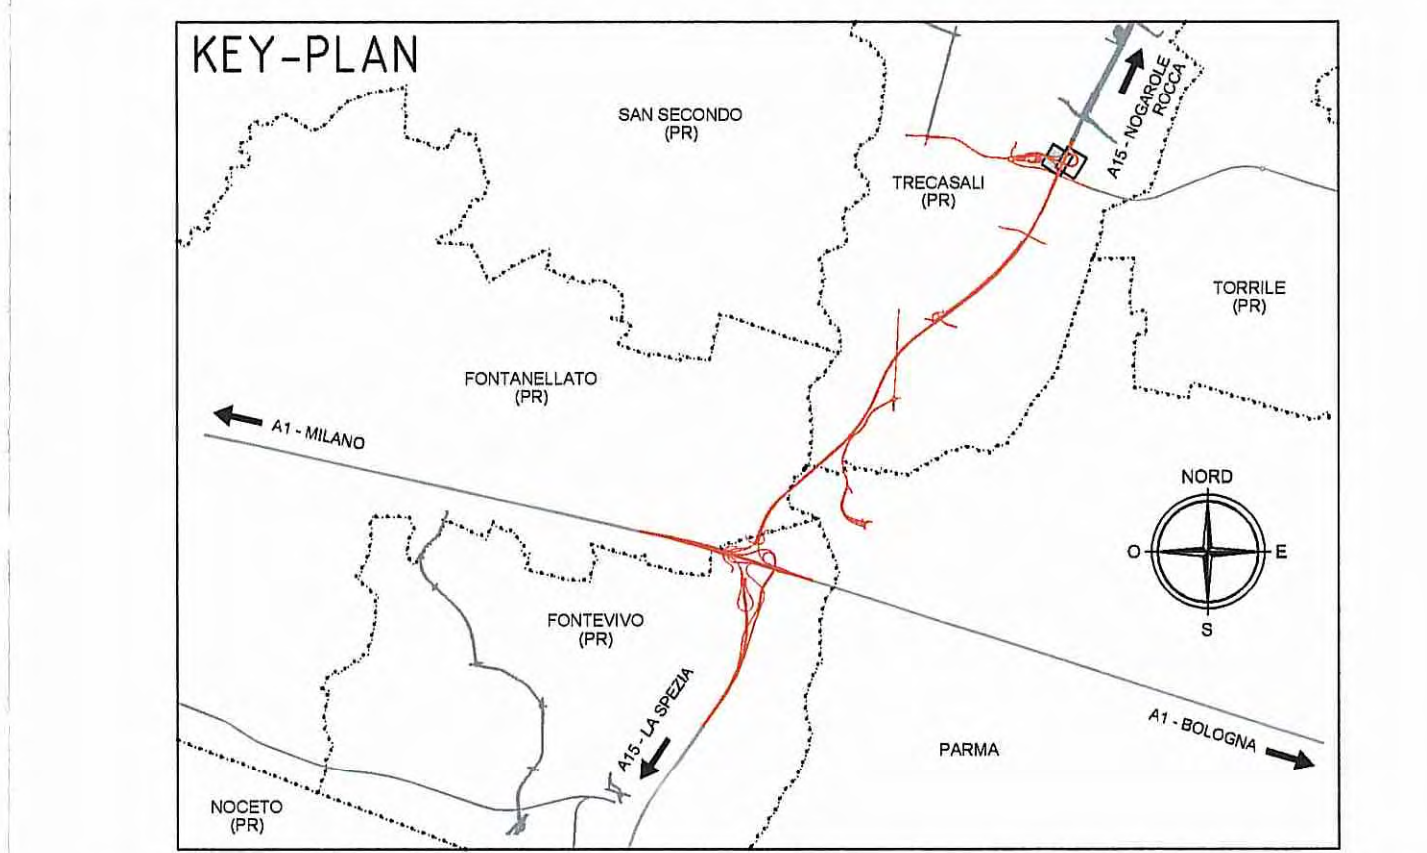 KEY-PLAN
SAN SECONDO
(PR)
A15 - NOGAROLE
ROCCA
TRECASALI
(PR)
TORRILE
(PR)
FONTANELLATO
(PR)
A1 - MILANO
NORD
O
E
S
FONTEVIVO
(PR)
A15 - LA SPEZIA
A1 - BOLOGNA
PARMA
NOCETO
(PR)